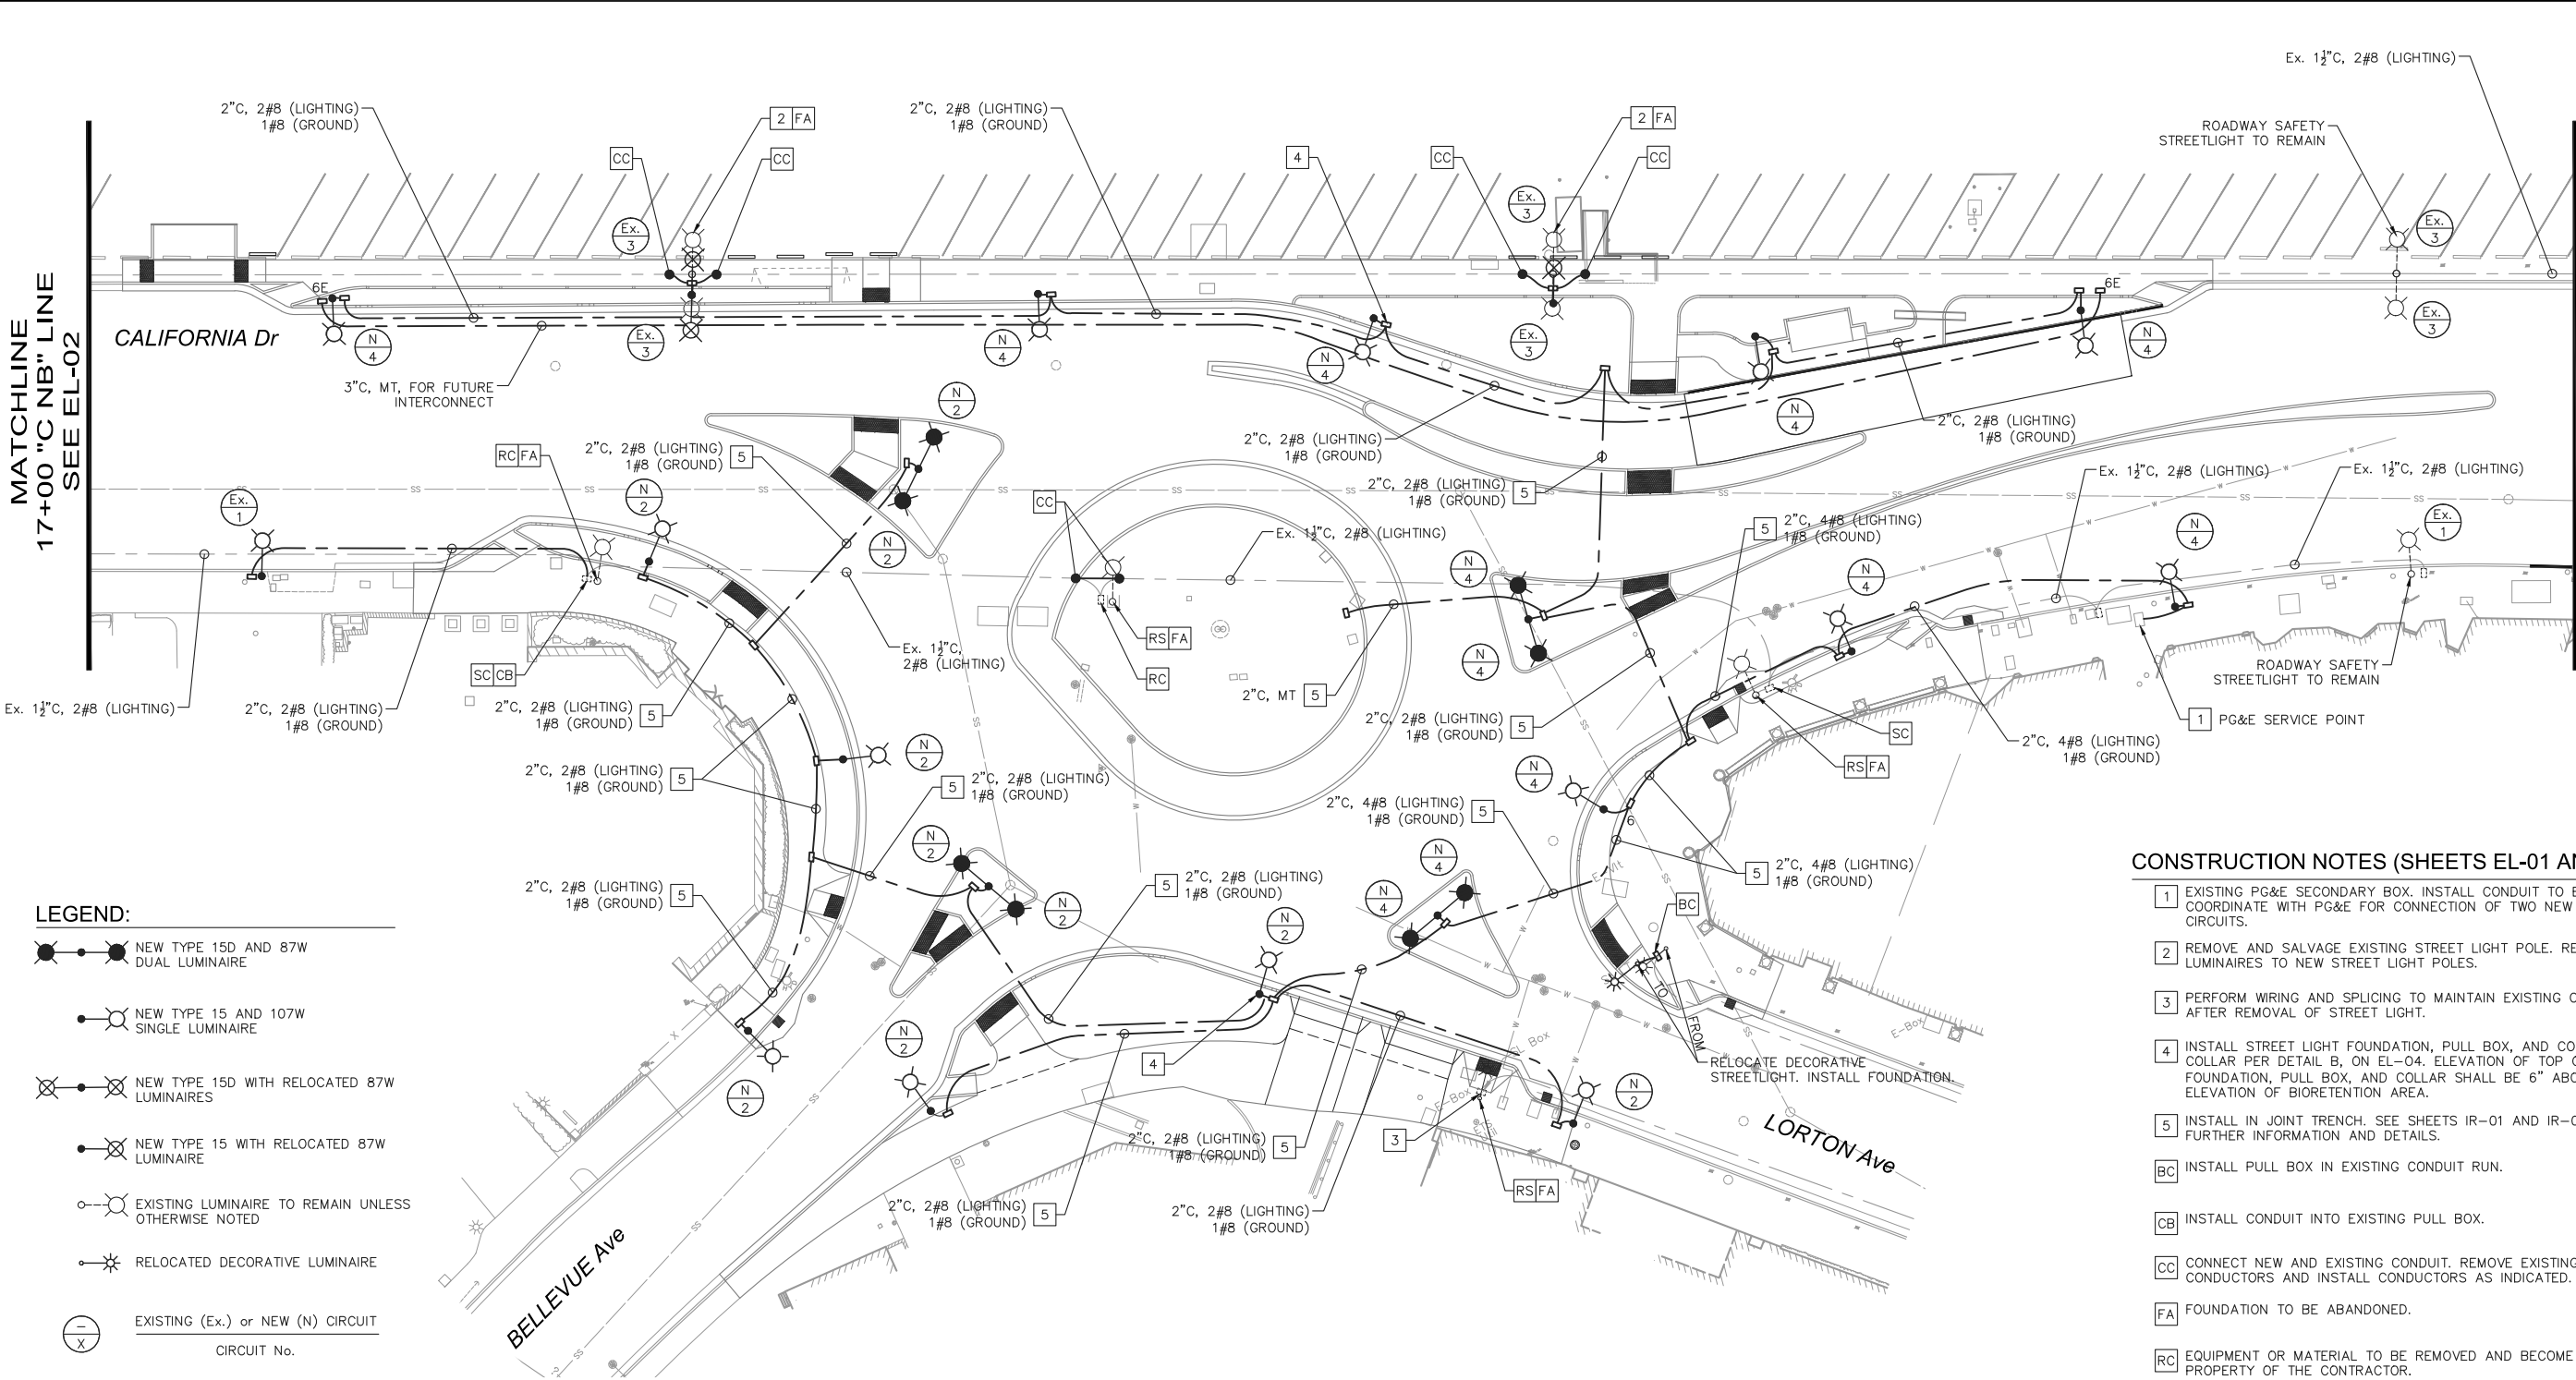 Ex. 1½"C, 2#8 (LIGHTING)
2"C, 2#8 (LIGHTING)
1#8 (GROUND)
2 FA
CC
CC
2"C, 2#8 (LIGHTING)
1#8 (GROUND)
4
CC
2 FA
CC
ROADWAY SAFETY
STREETLIGHT TO REMAIN
Ex.
3
Ex.
3
Ex.
3
MATCHLINE
17+00 "C NB" LINE
SEE EL-02
CALIFORNIA Dr
6E
N
4
Ex.
3
N
4
N
4
Ex.
3
6E
N
4
Ex.
3
3"C, MT, FOR FUTURE
INTERCONNECT
N
2
N
4
RC FA
2"C, 2#8 (LIGHTING)
1#8 (GROUND)
5
2"C, 2#8 (LIGHTING)
1#8 (GROUND)
2"C, 2#8 (LIGHTING)
1#8 (GROUND)
Ex. 1½"C, 2#8 (LIGHTING)
Ex. 1½"C, 2#8 (LIGHTING)
2"C, 2#8 (LIGHTING)
1#8 (GROUND)
5
Ex.
1
N
2
CC
N
2
Ex. 1½"C, 2#8 (LIGHTING)
5
2"C, 4#8 (LIGHTING)
1#8 (GROUND)
N
4
Ex.
1
N
4
N
4
RS FA
RC
Ex. 1½"C,
2#8 (LIGHTING)
SC CB
2"C, MT
5
N
4
ROADWAY SAFETY
STREETLIGHT TO REMAIN
Ex. 1½"C, 2#8 (LIGHTING)
2"C, 2#8 (LIGHTING)
1#8 (GROUND)
2"C, 2#8 (LIGHTING)
1#8 (GROUND)
5
2"C, 2#8 (LIGHTING)
1#8 (GROUND)
5
SC
1
PG&E SERVICE POINT
2"C, 4#8 (LIGHTING)
1#8 (GROUND)
RS FA
2"C, 2#8 (LIGHTING)
1#8 (GROUND)
5
N
2
5
2"C, 2#8 (LIGHTING)
1#8 (GROUND)
N
4
2"C, 4#8 (LIGHTING)
1#8 (GROUND)
5
6
N
2
N
4
5
2"C, 4#8 (LIGHTING)
1#8 (GROUND)
2"C, 2#8 (LIGHTING)
1#8 (GROUND)
5
5
2"C, 2#8 (LIGHTING)
1#8 (GROUND)
N
2
N
4
N
2
BC
N
2
TO
FROM
RELOCATE DECORATIVE
STREETLIGHT. INSTALL FOUNDATION.
4
N
2
N
2
E-Box
E-Box
3
2"C, 2#8 (LIGHTING)
1#8 (GROUND)
5
RS FA
2"C, 2#8 (LIGHTING)
1#8 (GROUND)
5
2"C, 2#8 (LIGHTING)
1#8 (GROUND)
LORTON Ave
BELLEVUE Ave
LEGEND:
NEW TYPE 15D AND 87W
DUAL LUMINAIRE
NEW TYPE 15 AND 107W
SINGLE LUMINAIRE
NEW TYPE 15D WITH RELOCATED 87W
LUMINAIRES
NEW TYPE 15 WITH RELOCATED 87W
LUMINAIRE
EXISTING LUMINAIRE TO REMAIN UNLESS
OTHERWISE NOTED
RELOCATED DECORATIVE LUMINAIRE
–
X
EXISTING (Ex.) or NEW (N) CIRCUIT
CIRCUIT No.
CONSTRUCTION NOTES (SHEETS EL-01
1 EXISTING PG&E SECONDARY BOX. INSTALL CONDUIT TO
COORDINATE WITH PG&E FOR CONNECTION OF TWO NEW
CIRCUITS.
2 REMOVE AND SALVAGE EXISTING STREET LIGHT POLE.
LUMINAIRES TO NEW STREET LIGHT POLES.
3 PERFORM WIRING AND SPLICING TO MAINTAIN EXISTING
AFTER REMOVAL OF STREET LIGHT.
4 INSTALL STREET LIGHT FOUNDATION, PULL BOX, AND
COLLAR PER DETAIL B, ON EL-04. ELEVATION OF TOP
FOUNDATION, PULL BOX, AND COLLAR SHALL BE 6"
ELEVATION OF BIORETENTION AREA.
5 INSTALL IN JOINT TRENCH. SEE SHEETS IR-01 AND
FURTHER INFORMATION AND DETAILS.
BC INSTALL PULL BOX IN EXISTING CONDUIT RUN.
CB INSTALL CONDUIT INTO EXISTING PULL BOX.
CC CONNECT NEW AND EXISTING CONDUIT. REMOVE EXISTING
CONDUCTORS AND INSTALL CONDUCTORS AS INDICATED.
FA FOUNDATION TO BE ABANDONED.
RC EQUIPMENT OR MATERIAL TO BE REMOVED AND BECOME
PROPERTY OF THE CONTRACTOR.